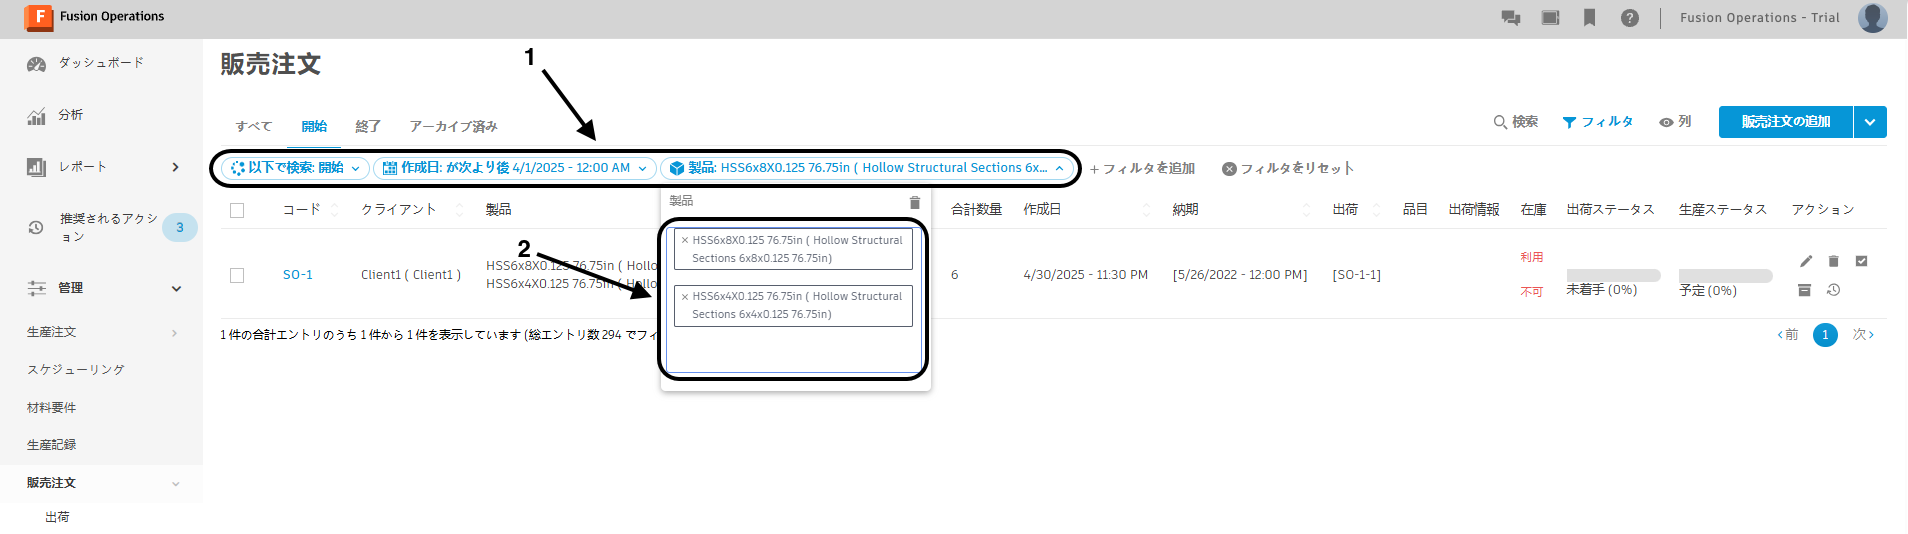 Fusion Operations
Fusion Operations - Trial
ダッシュボード
分析
レポート
推奨されるアクシ
ョン
3
管理
生産注文
スケジューリング
材料要件
生産記録
販売注文
出荷
販売注文
1
すべて
開始
終了
アーカイブ済み
検索
フィルタ
列
販売注文の追加
以下で検索: 開始
作成日: が次より後 4/1/2025 - 12:00 AM
製品: HSS6x8X0.125 76.75in ( Hollow Structural Sections 6x...
+ フィルタを追加
フィルタをリセット
製品
2
× HSS6x8X0.125 76.75in ( Hollow Structural
Sections 6x8x0.125 76.75in)
× HSS6x4X0.125 76.75in ( Hollow Structural
Sections 6x4x0.125 76.75in)
コード
クライアント
製品
合計数量
作成日
納期
出荷
品目
出荷情報
在庫
出荷ステータス
生産ステータス
アクション
SO-1
Client1 ( Client1 )
HSS6x8X0.125 76.75in ( Hollo
HSS6x4X0.125 76.75in ( Hollo
6
4/30/2025 - 11:30 PM
[5/26/2022 - 12:00 PM]
[SO-1-1]
利用
不可
未着手 (0%)
予定 (0%)
1 件の合計エントリのうち 1 件から 1 件を表示しています (総エントリ数 294 でフィ
前
1
次